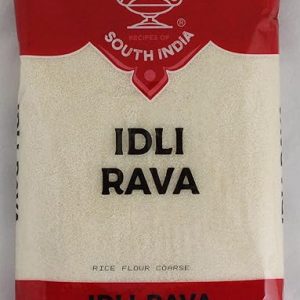 RECIPES OF
SOUTH INDIA
®
IDLI
RAVA
RICE FLOUR COARSE
IDLI RAVA